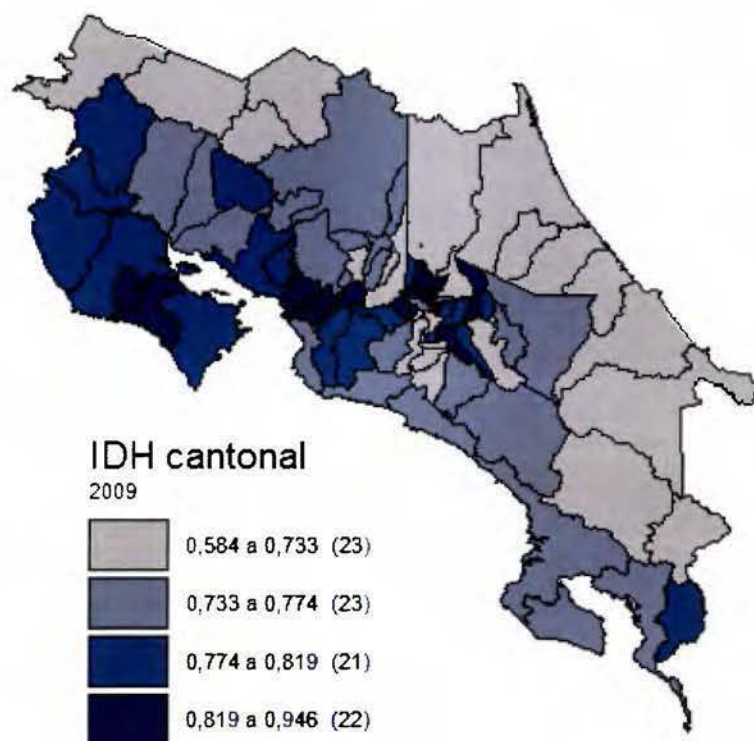 IDH cantonal
2009
0,584 a 0,733 (23)
0,733 a 0,774 (23)
0,774 a 0,819 (21)
0,819 a 0,946 (22)